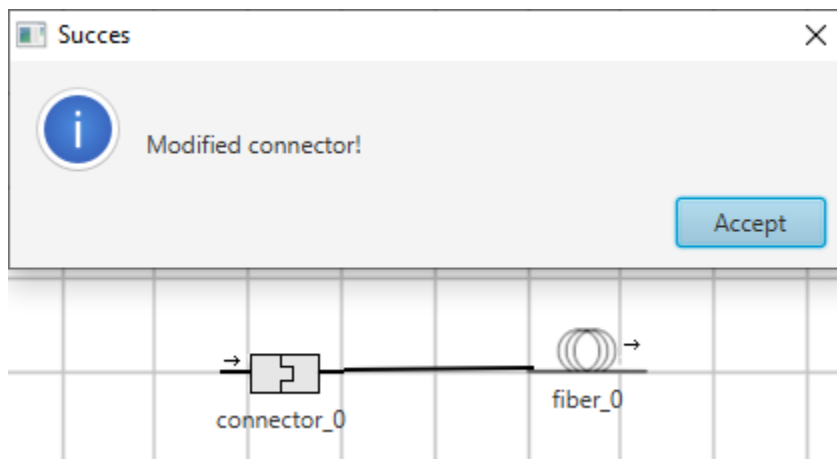 Succes
Modified connector!
Accept
connector_0
fiber_0